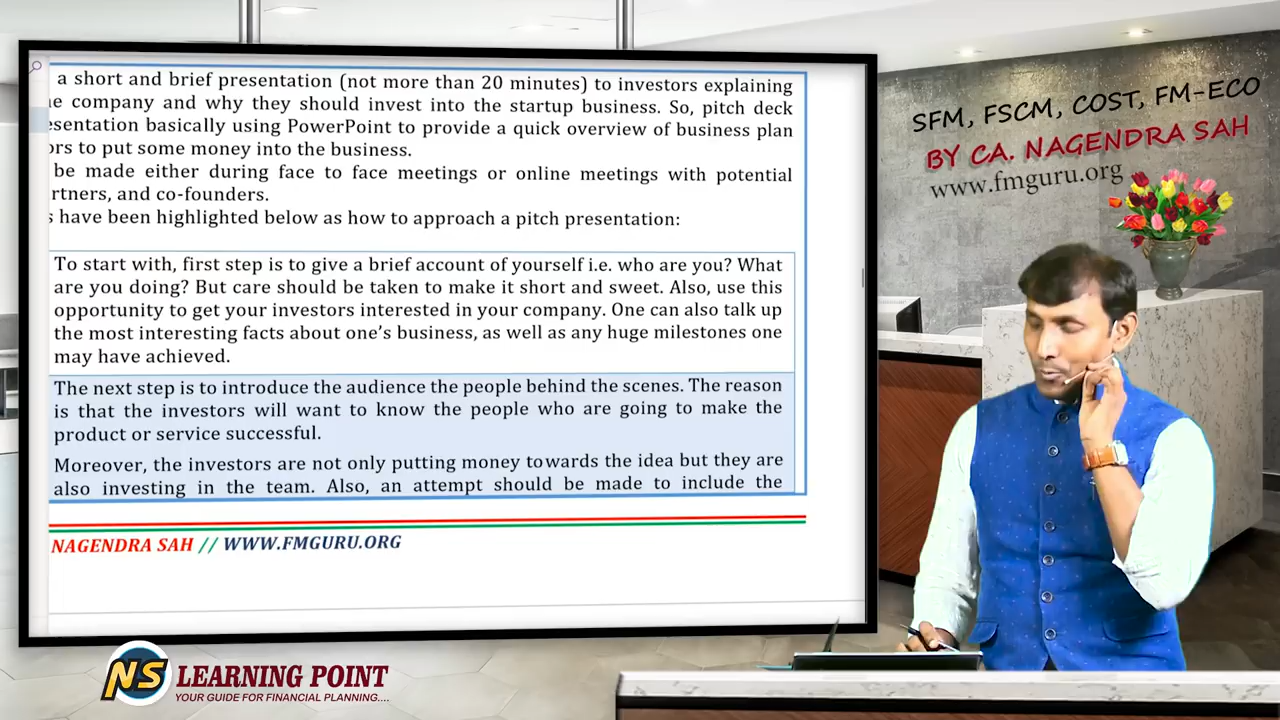 a short and brief presentation (not more than 20 minutes) to investors explaining
e company and why they should invest into the startup business. So, pitch deck
esentation basically using PowerPoint to provide a quick overview of business plan
ors to put some money into the business.
be made either during face to face meetings or online meetings with potential
rtners, and co-founders.
s have been highlighted below as how to approach a pitch presentation:
To start with, first step is to give a brief account of yourself i.e. who are you? What
are you doing? But care should be taken to make it short and sweet. Also, use this
opportunity to get your investors interested in your company. One can also talk up
the most interesting facts about one’s business, as well as any huge milestones one
may have achieved.
The next step is to introduce the audience the people behind the scenes. The reason
is that the investors will want to know the people who are going to make the
product or service successful.
Moreover, the investors are not only putting money towards the idea but they are
also investing in the team. Also, an attempt should be made to include the
NAGENDRA SAH // WWW.FMGURU.ORG
SFM, FSCM, COST, FM-ECO
BY CA. NAGENDRA SAH
www.fmguru.org
NS LEARNING POINT
YOUR GUIDE FOR FINANCIAL PLANNING....